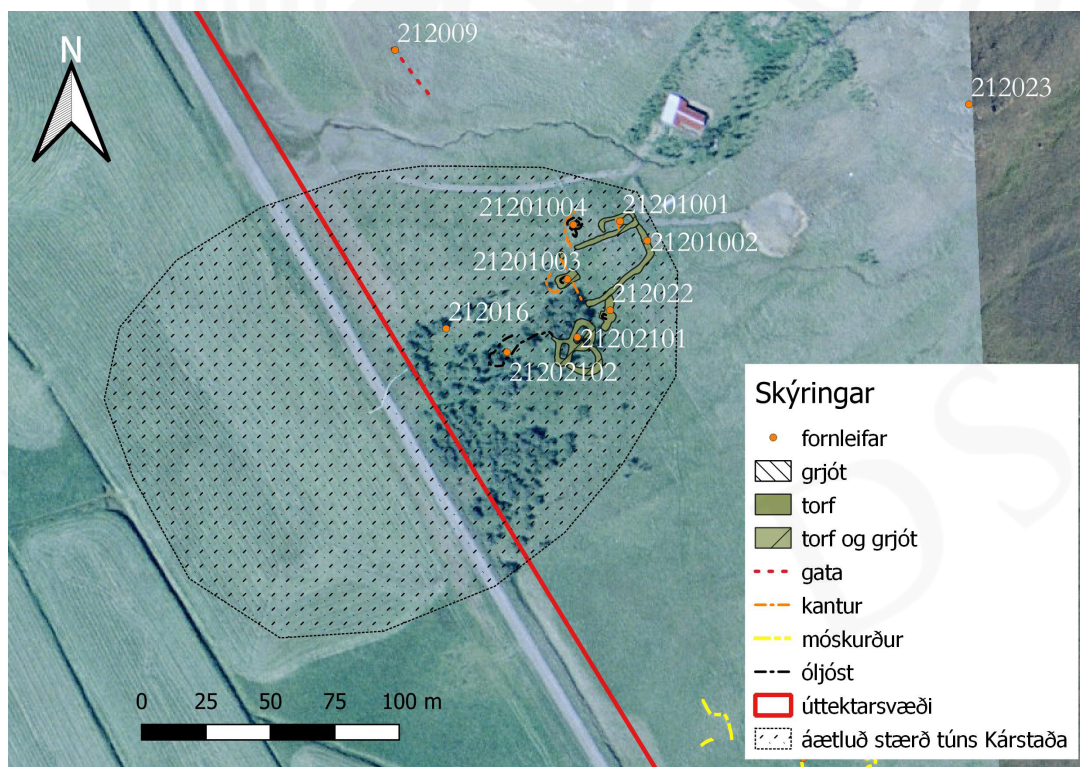 N
212009
212023
21201004
21201001
21201002
21201003
212022
212016
21202101
21202102
Skýringar
fornleifar
grjót
torf
torf og grjót
gata
kantur
móskurður
óljóst
úttektarsvæði
áætluð stærð túns Kárstaða
0 25 50 75 100 m